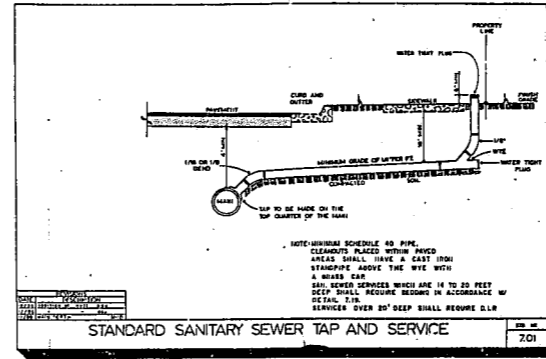 PROPERTY
LINE
WATER TIGHT
PLUG
CURB AND
GUTTER
SIDEWALK
FINISH
GRADE
PAVEMENT
1/8"
WYE
WATER TIGHT
PLUG
1/16 OR 1/8
BEND
MINIMUM GRADE OF
COMPACTED SOIL
MAIN
TAP TO BE MADE ON THE
TOP QUARTER OF THE MAIN
NOTE: MINIMUM SCHEDULE 40 PIPE.
CLEANOUTS PLACED WITHIN PAVED
AREAS SHALL HAVE A CAST IRON
STANDPIPE ABOVE THE WYE WITH
A BRASS CAP.
SAN. SEWER SERVICES WHICH ARE 14 TO 20 FEET
DEEP SHALL REQUIRE BEDDING IN ACCORDANCE W/
DETAIL 7.19.
SERVICES OVER 20' DEEP SHALL REQUIRE D.I.P.
REVISIONS
DATE DESCRIPTION
STANDARD SANITARY SEWER TAP AND SERVICE
7.01